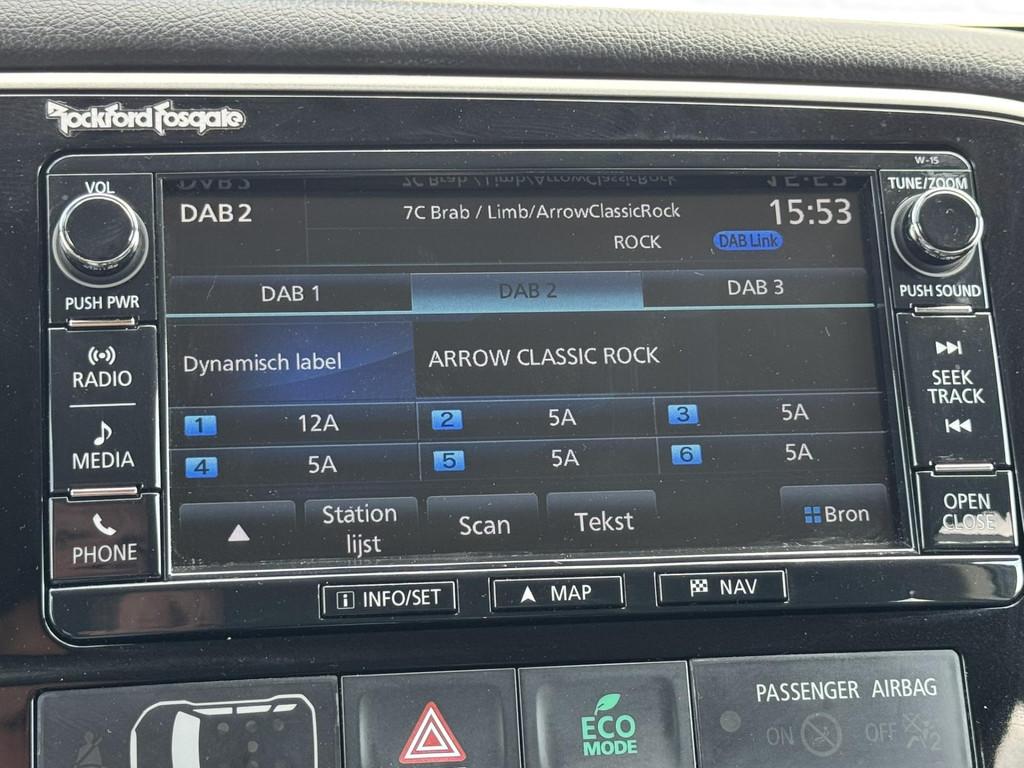 Rockford Fosgate
W-15
VOL
TUNE/ZOOM
DAB2
7C Brab / Limb/ArrowClassicRock
15:53
ROCK
DAB Link
PUSH PWR
PUSH SOUND
DAB 1
DAB 2
DAB 3
RADIO
Dynamisch label
ARROW CLASSIC ROCK
SEEK
TRACK
1 12A
2 5A
3 5A
MEDIA
4 5A
5 5A
6 5A
Station
lijst
Scan
Tekst
Bron
OPEN
CLOSE
PHONE
INFO/SET
MAP
NAV
PASSENGER AIRBAG
ECO
MODE
ON
OFF
2